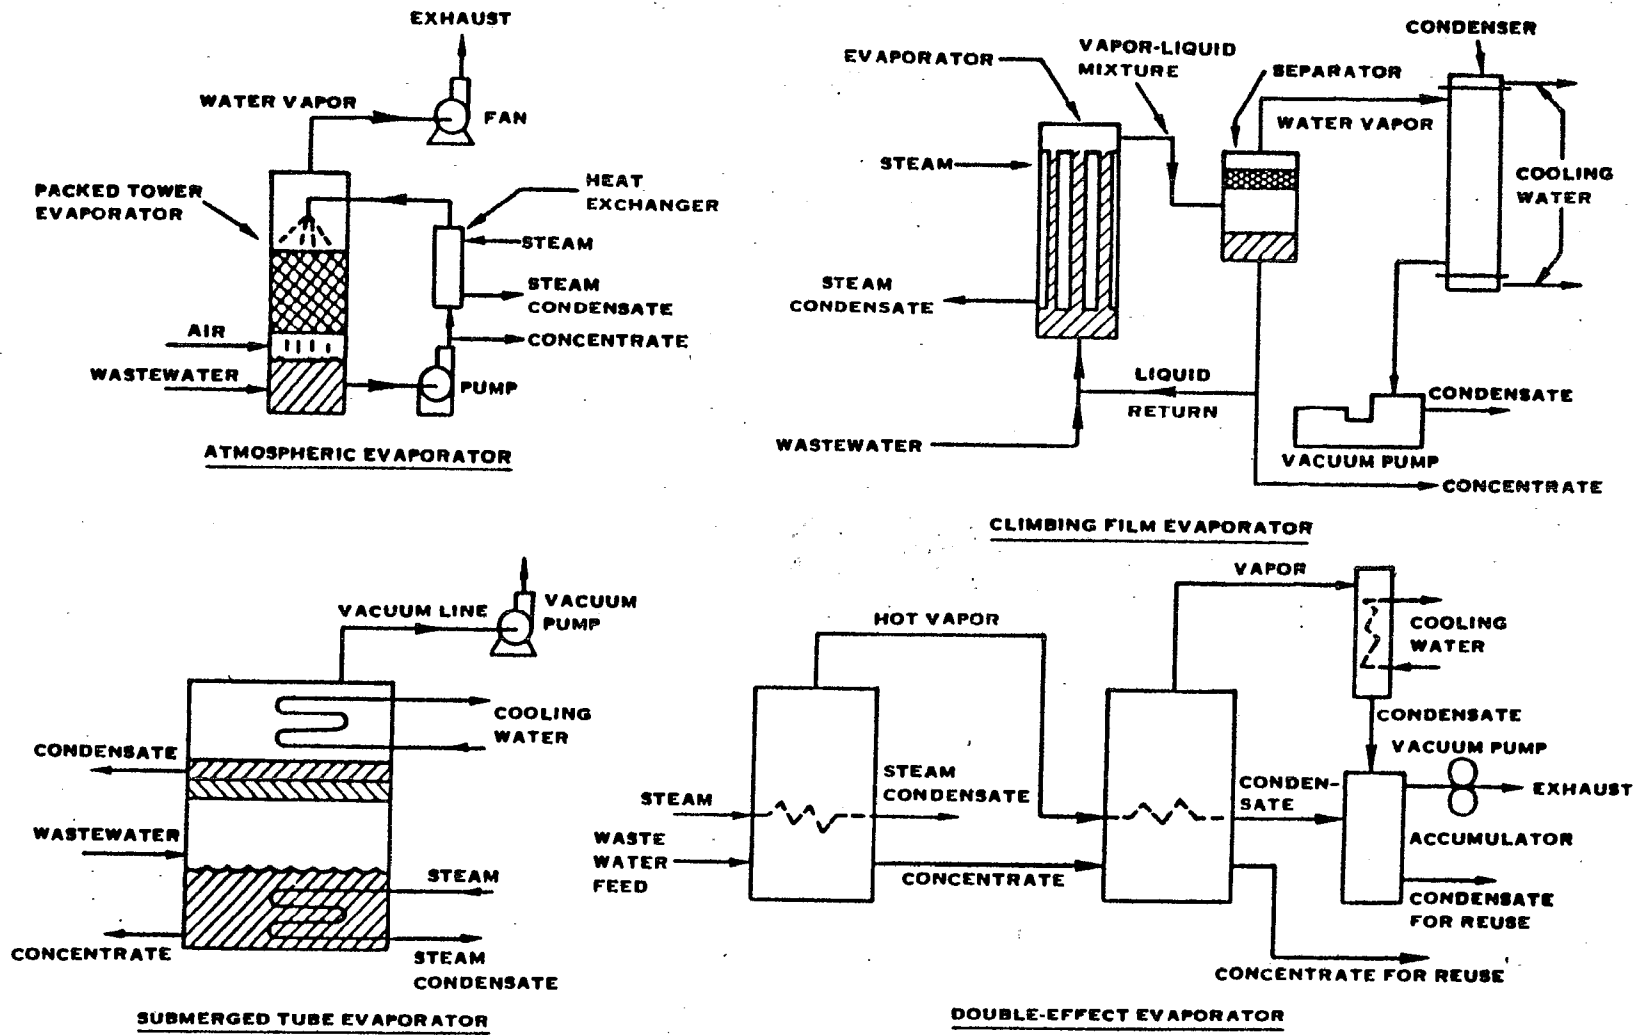 EXHAUST
WATER VAPOR
FAN
PACKED TOWER
EVAPORATOR
HEAT
EXCHANGER
STEAM
STEAM
CONDENSATE
AIR
CONCENTRATE
WASTEWATER
PUMP
ATMOSPHERIC EVAPORATOR
CONDENSER
EVAPORATOR
VAPOR-LIQUID
MIXTURE
SEPARATOR
WATER VAPOR
STEAM
COOLING
WATER
STEAM
CONDENSATE
LIQUID
RETURN
CONDENSATE
WASTEWATER
VACUUM PUMP
CONCENTRATE
CLIMBING FILM EVAPORATOR
VACUUM LINE
VACUUM
PUMP
COOLING
WATER
CONDENSATE
WASTEWATER
STEAM
CONCENTRATE
STEAM
CONDENSATE
SUBMERGED TUBE EVAPORATOR
VAPOR
HOT VAPOR
COOLING
WATER
CONDENSATE
VACUUM PUMP
STEAM
CONDENSATE
CONDEN-
SATE
EXHAUST
STEAM
WASTE
WATER
FEED
ACCUMULATOR
CONCENTRATE
CONDENSATE
FOR REUSE
CONCENTRATE FOR REUSE
DOUBLE-EFFECT EVAPORATOR